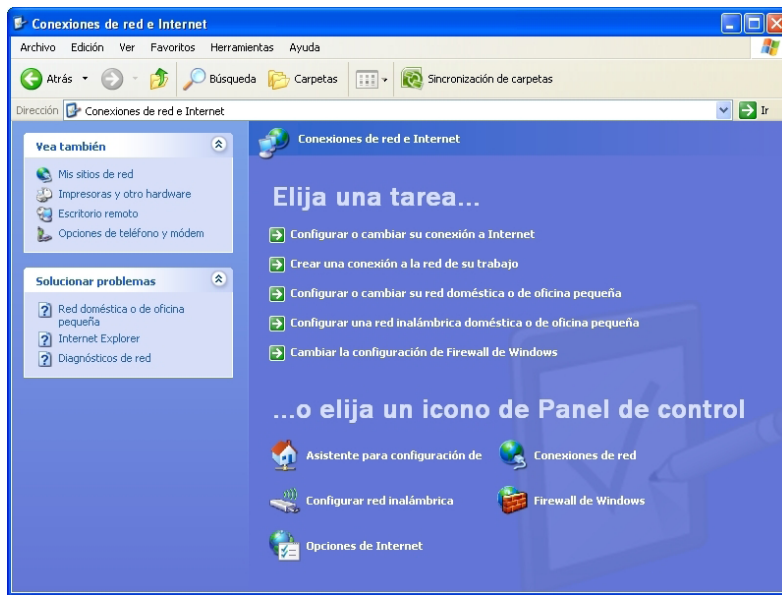 Conexiones de red e Internet
Archivo Edición Ver Favoritos Herramientas Ayuda
Atrás Búsqueda Carpetas Sincronización de carpetas
Dirección Conexiones de red e Internet Ir
Vea también
Mis sitios de red
Impresoras y otro hardware
Escritorio remoto
Opciones de teléfono y módem
Solucionar problemas
Red doméstica o de oficina
pequeña
Internet Explorer
Diagnósticos de red
Conexiones de red e Internet
Elija una tarea...
Configurar o cambiar su conexión a Internet
Crear una conexión a la red de su trabajo
Configurar o cambiar su red doméstica o de oficina pequeña
Configurar una red inalámbrica doméstica o de oficina pequeña
Cambiar la configuración de Firewall de Windows
...o elija un icono de Panel de control
Asistente para configuración de Conexiones de red
Configurar red inalámbrica Firewall de Windows
Opciones de Internet